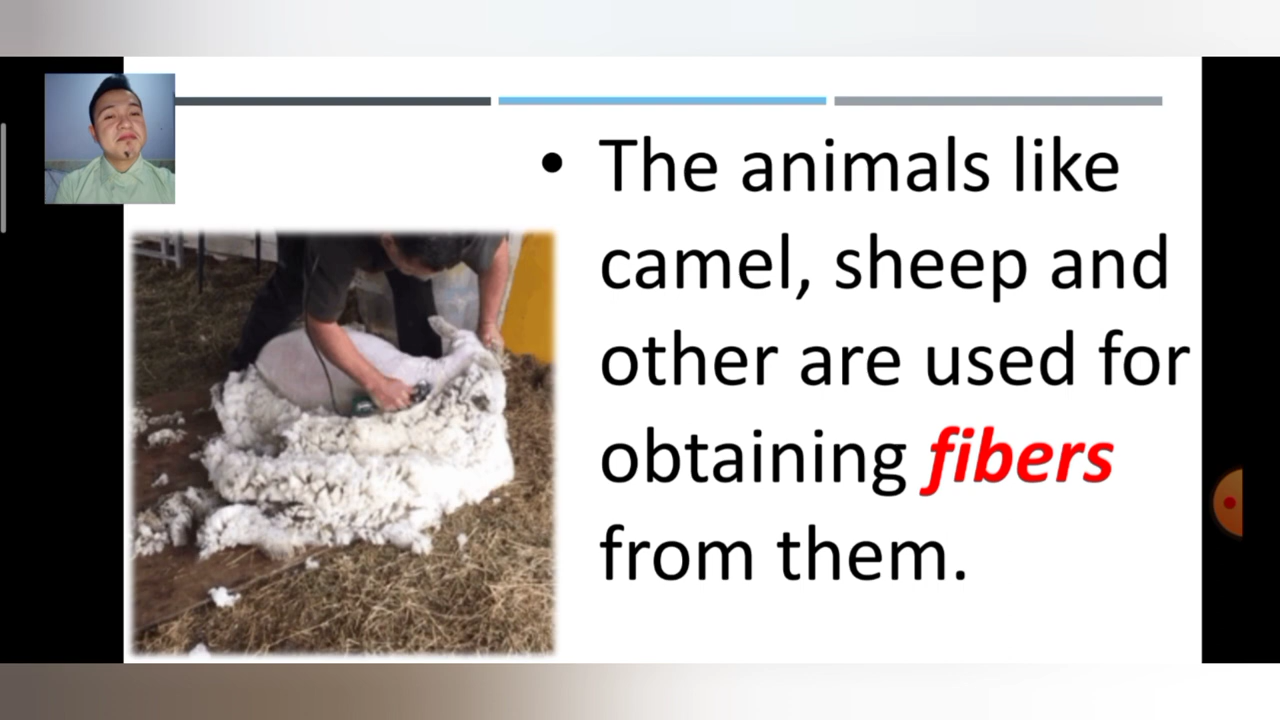 • The animals like
camel, sheep and
other are used for
obtaining fibers
from them.